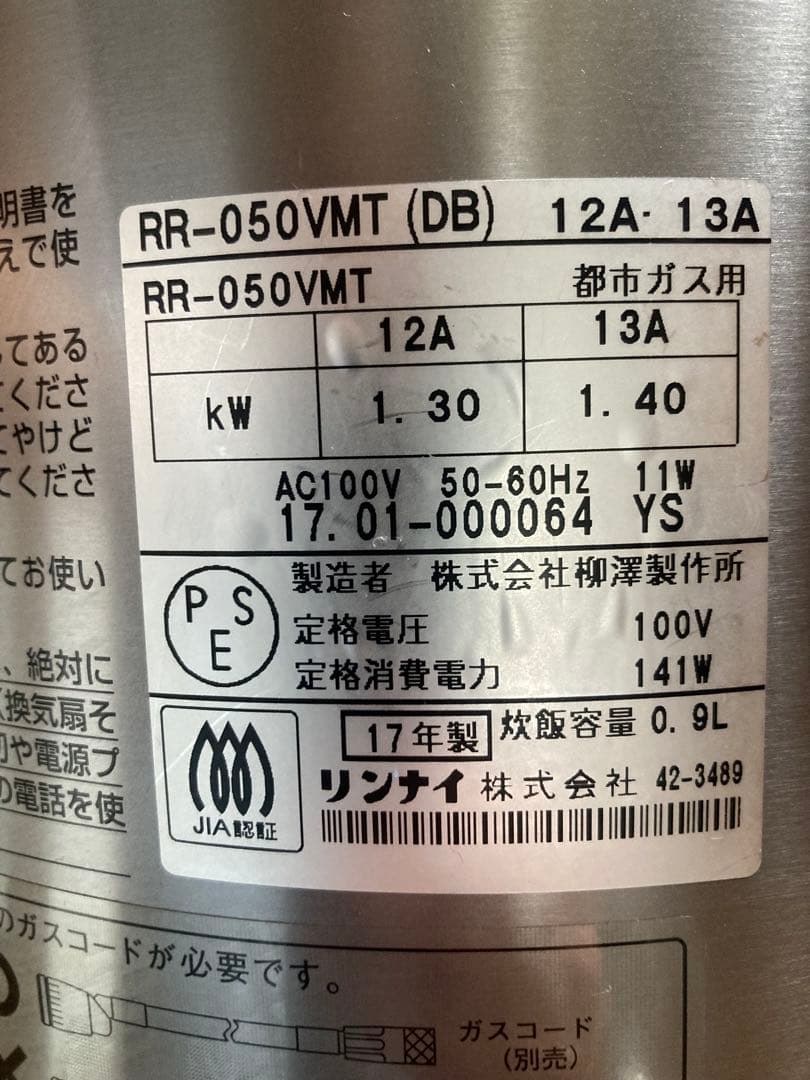 明書を
えで使
てある
てくださ
てやけど
てくださ
てお使い
、絶対に
換気扇そ
や電源プ
の電話を使
RR-050VMT (DB) 12A・13A
RR-050VMT 都市ガス用
12A 13A
kW 1.30 1.40
AC100V 50-60Hz 11W
17.01-000064 YS
PSE
製造者 株式会社柳澤製作所
定格電圧 100V
定格消費電力 141W
17年製 炊飯容量 0.9L
JIA認証
リンナイ株式会社 42-3489
のガスコードが必要です。
ガスコード
(別売)